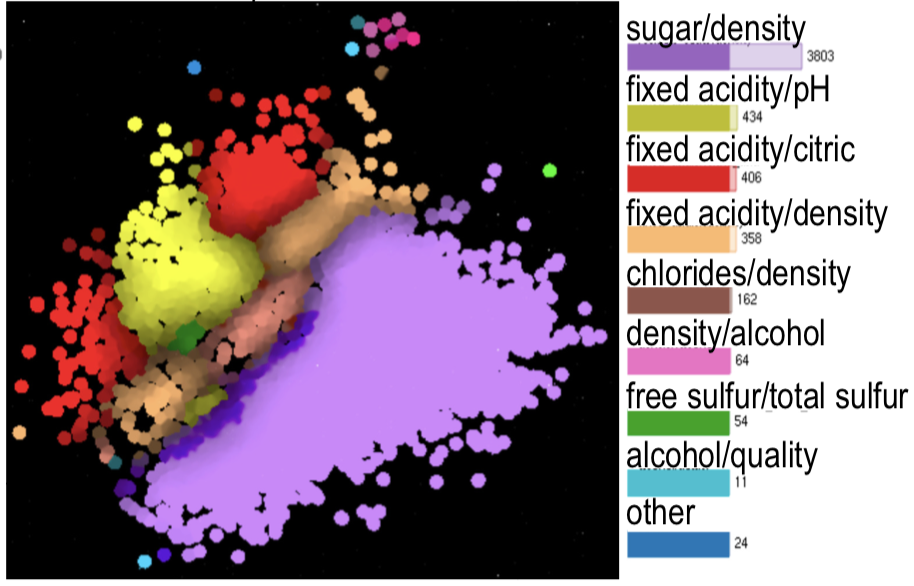 sugar/density
3803
fixed acidity/pH
434
fixed acidity/citric
406
fixed acidity/density
358
chlorides/density
162
density/alcohol
64
free sulfur/total sulfur
54
alcohol/quality
11
other
24